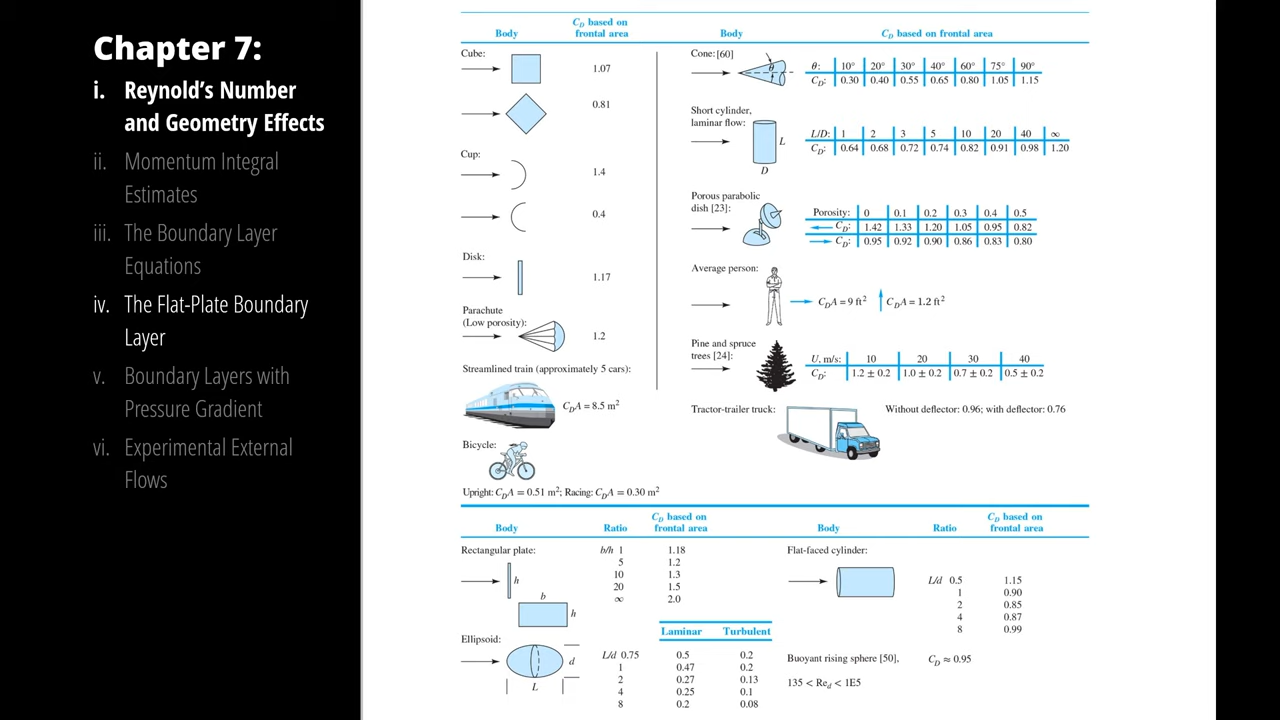 Chapter 7:
i. Reynold's Number
and Geometry Effects
ii. Momentum Integral
Estimates
iii. The Boundary Layer
Equations
iv. The Flat-Plate Boundary
Layer
v. Boundary Layers with
Pressure Gradient
vi. Experimental External
Flows
Body
C_D based on
frontal area
Cube:
1.07
0.81
Cup:
1.4
0.4
Disk:
1.17
Parachute
(Low porosity):
1.2
Streamlined train (approximately 5 cars):
C_DA = 8.5 m²
Bicycle:
Upright: C_DA = 0.51 m²; Racing: C_DA = 0.30 m²
Body C_D based on frontal area
Cone: [60]
θ
θ: 10° 20° 30° 40° 60° 75° 90°
C_D: 0.30 0.40 0.55 0.65 0.80 1.05 1.15
Short cylinder,
laminar flow:
L
D
L/D: 1 2 3 5 10 20 40 ∞
C_D: 0.64 0.68 0.72 0.74 0.82 0.91 0.98 1.20
Porous parabolic
dish [23]:
Porosity: 0 0.1 0.2 0.3 0.4 0.5
← C_D: 1.42 1.33 1.20 1.05 0.95 0.82
→ C_D: 0.95 0.92 0.90 0.86 0.83 0.80
Average person:
→ C_DA = 9 ft² ↑ C_DA = 1.2 ft²
Pine and spruce
trees [24]:
U, m/s: 10 20 30 40
C_D: 1.2 ± 0.2 1.0 ± 0.2 0.7 ± 0.2 0.5 ± 0.2
Tractor-trailer truck:
Without deflector: 0.96; with deflector: 0.76
Body Ratio
C_D based on
frontal area
Rectangular plate:
h
b
h
b/h 1 1.18
5 1.2
10 1.3
20 1.5
∞ 2.0
Ellipsoid:
d
L
Laminar Turbulent
L/d 0.75 0.5 0.2
1 0.47 0.2
2 0.27 0.13
4 0.25 0.1
8 0.2 0.08
Body Ratio
C_D based on
frontal area
Flat-faced cylinder:
L/d 0.5 1.15
1 0.90
2 0.85
4 0.87
8 0.99
Buoyant rising sphere [50], C_D ≈ 0.95
135 < Re_d < 1E5